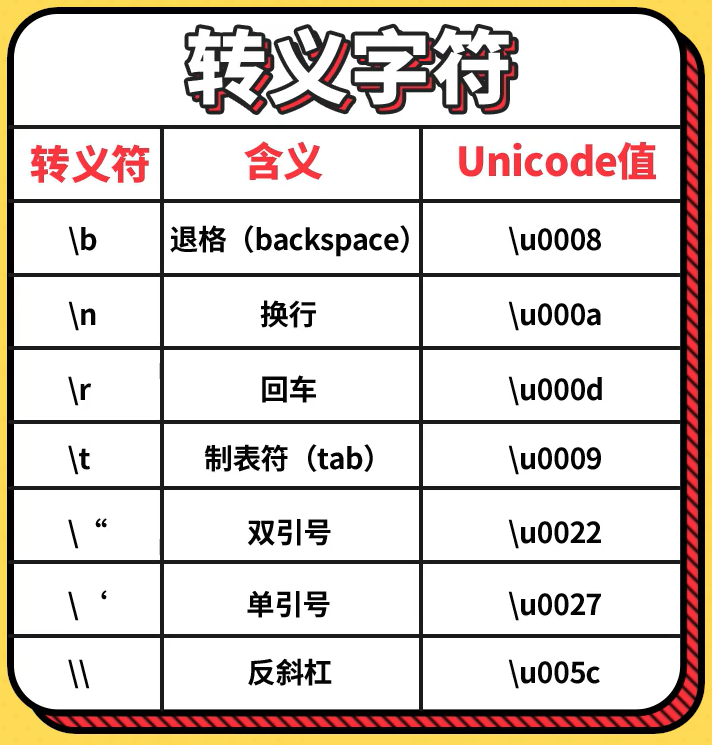 转义字符
转义符 含义 Unicode值
\b 退格（backspace） \u0008
\n 换行 \u000a
\r 回车 \u000d
\t 制表符（tab） \u0009
\“ 双引号 \u0022
\‘ 单引号 \u0027
\\ 反斜杠 \u005c